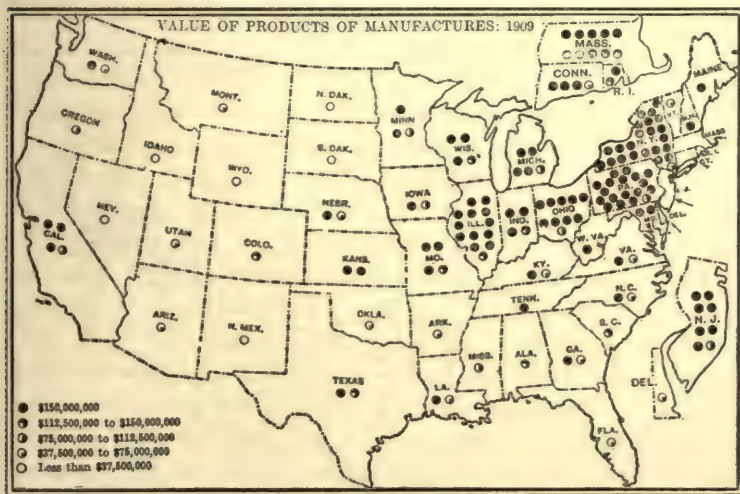 VALUE OF PRODUCTS OF MANUFACTURES: 1909
WASH.
MONT.
N. DAK.
MINN
MASS.
CONN.
R. I.
MAINE
OREGON
IDAHO
WYO.
S. DAK.
WIS.
MICH.
VT.
N.H.
N.Y.
MASS
NEV.
UTAH
COLO.
NEBR.
IOWA
ILL.
IND.
OHIO
PA.
DEL.
CAL.
KANS.
MO.
KY.
W. VA.
VA.
ARIZ.
N. MEX.
OKLA.
ARK.
TENN.
N. C.
S. C.
N. J.
TEXAS
LA.
MISS.
ALA.
GA.
FLA.
DEL.
$150,000,000
$112,500,000 to $150,000,000
$75,000,000 to $112,500,000
$37,500,000 to $75,000,000
Less than $37,500,000